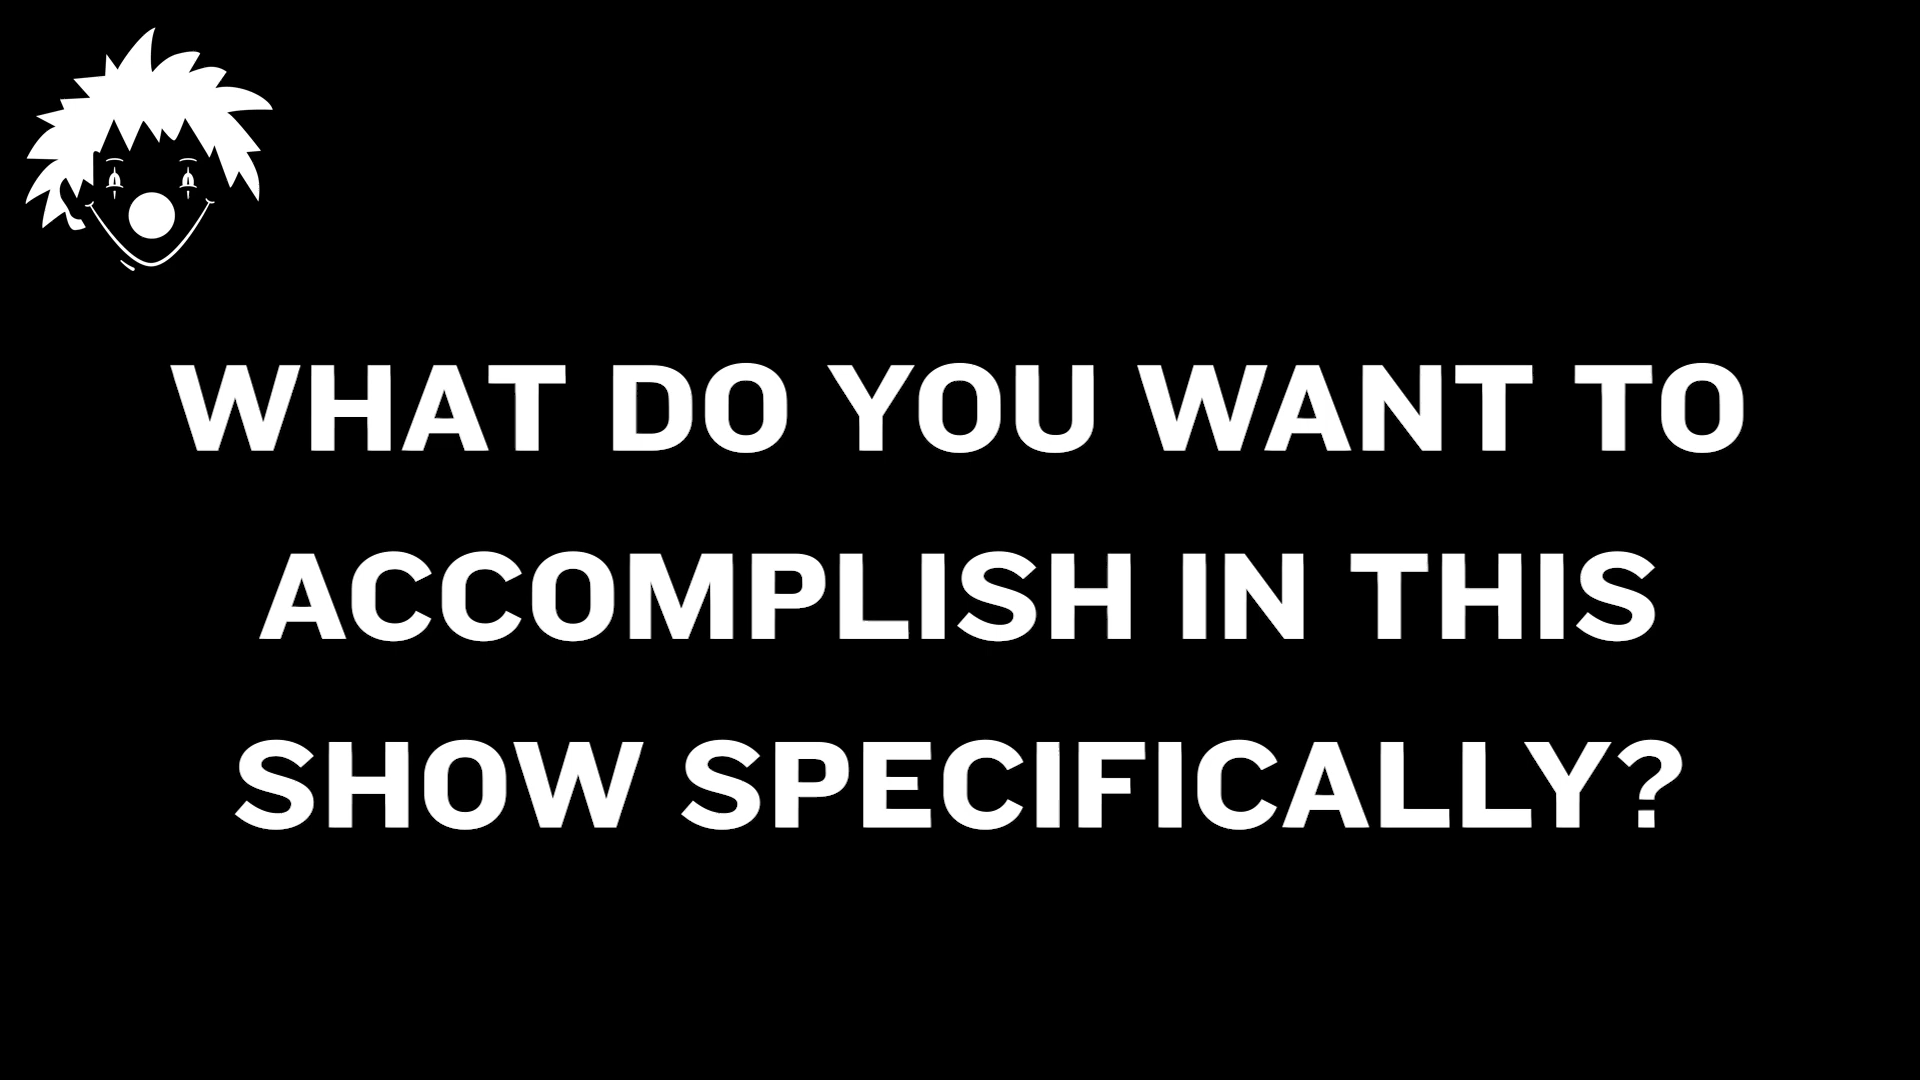 WHAT DO YOU WANT TO
ACCOMPLISH IN THIS
SHOW SPECIFICALLY?